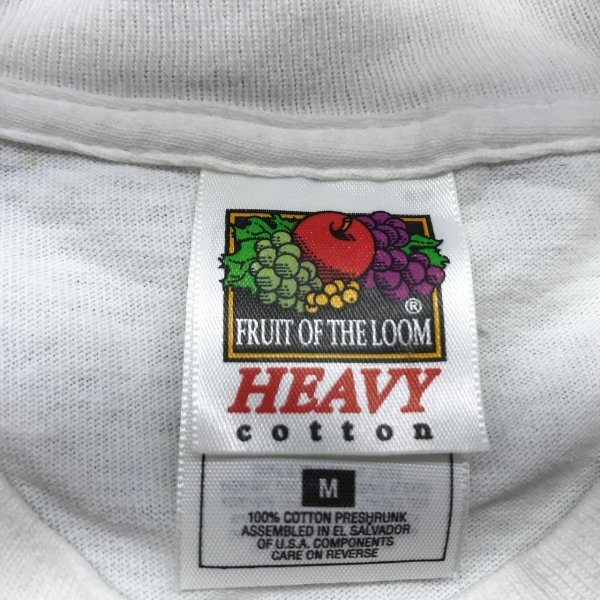 ®
FRUIT OF THE LOOM
HEAVY
cotton
M
100% COTTON PRESHRUNK
ASSEMBLED IN EL SALVADOR
OF U.S.A. COMPONENTS
CARE ON REVERSE